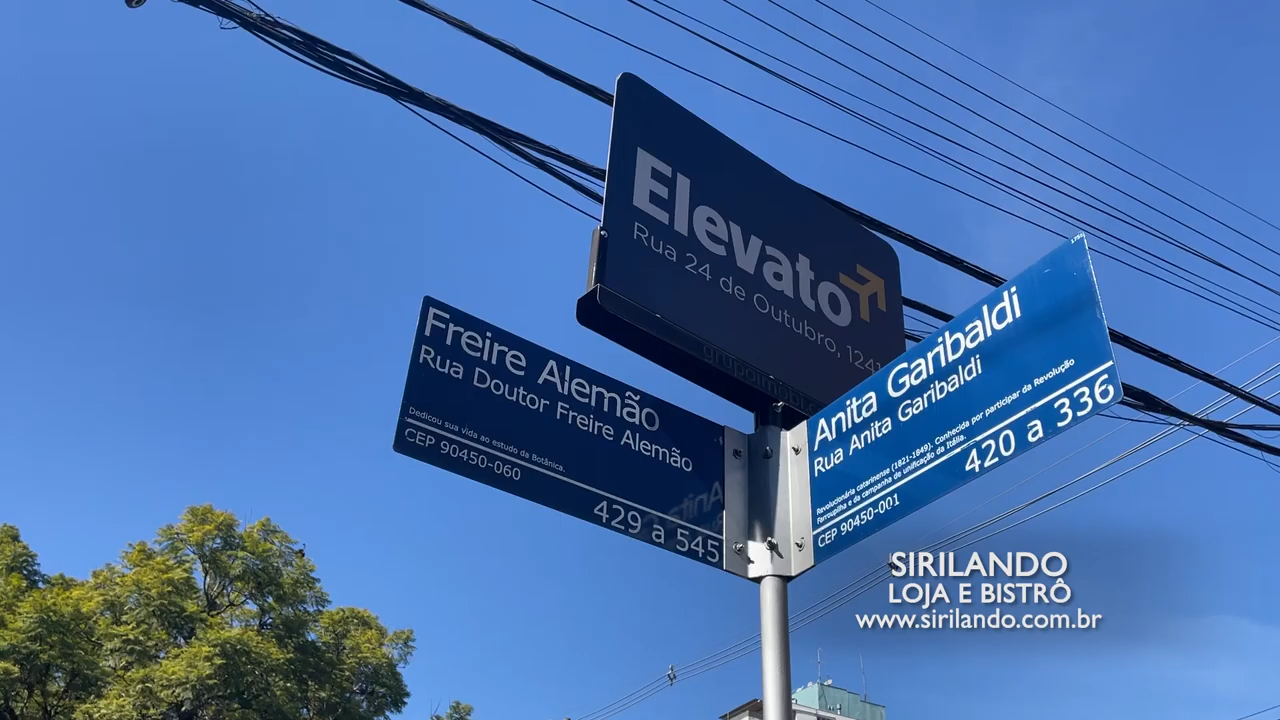 Elevato
Rua 24 de Outubro, 1241
Freire Alemão
Rua Doutor Freire Alemão
Dedicou sua vida ao estudo da Botânica.
CEP 90450-060
429 a 545
Anita Garibaldi
Rua Anita Garibaldi
Revolucionária catarinense (1821-1849). Conhecida por participar da Revolução
Farroupilha e da campanha de unificação da Itália.
CEP 90450-001
420 a 336
SIRILANDO
LOJA E BISTRÔ
www.sirilando.com.br